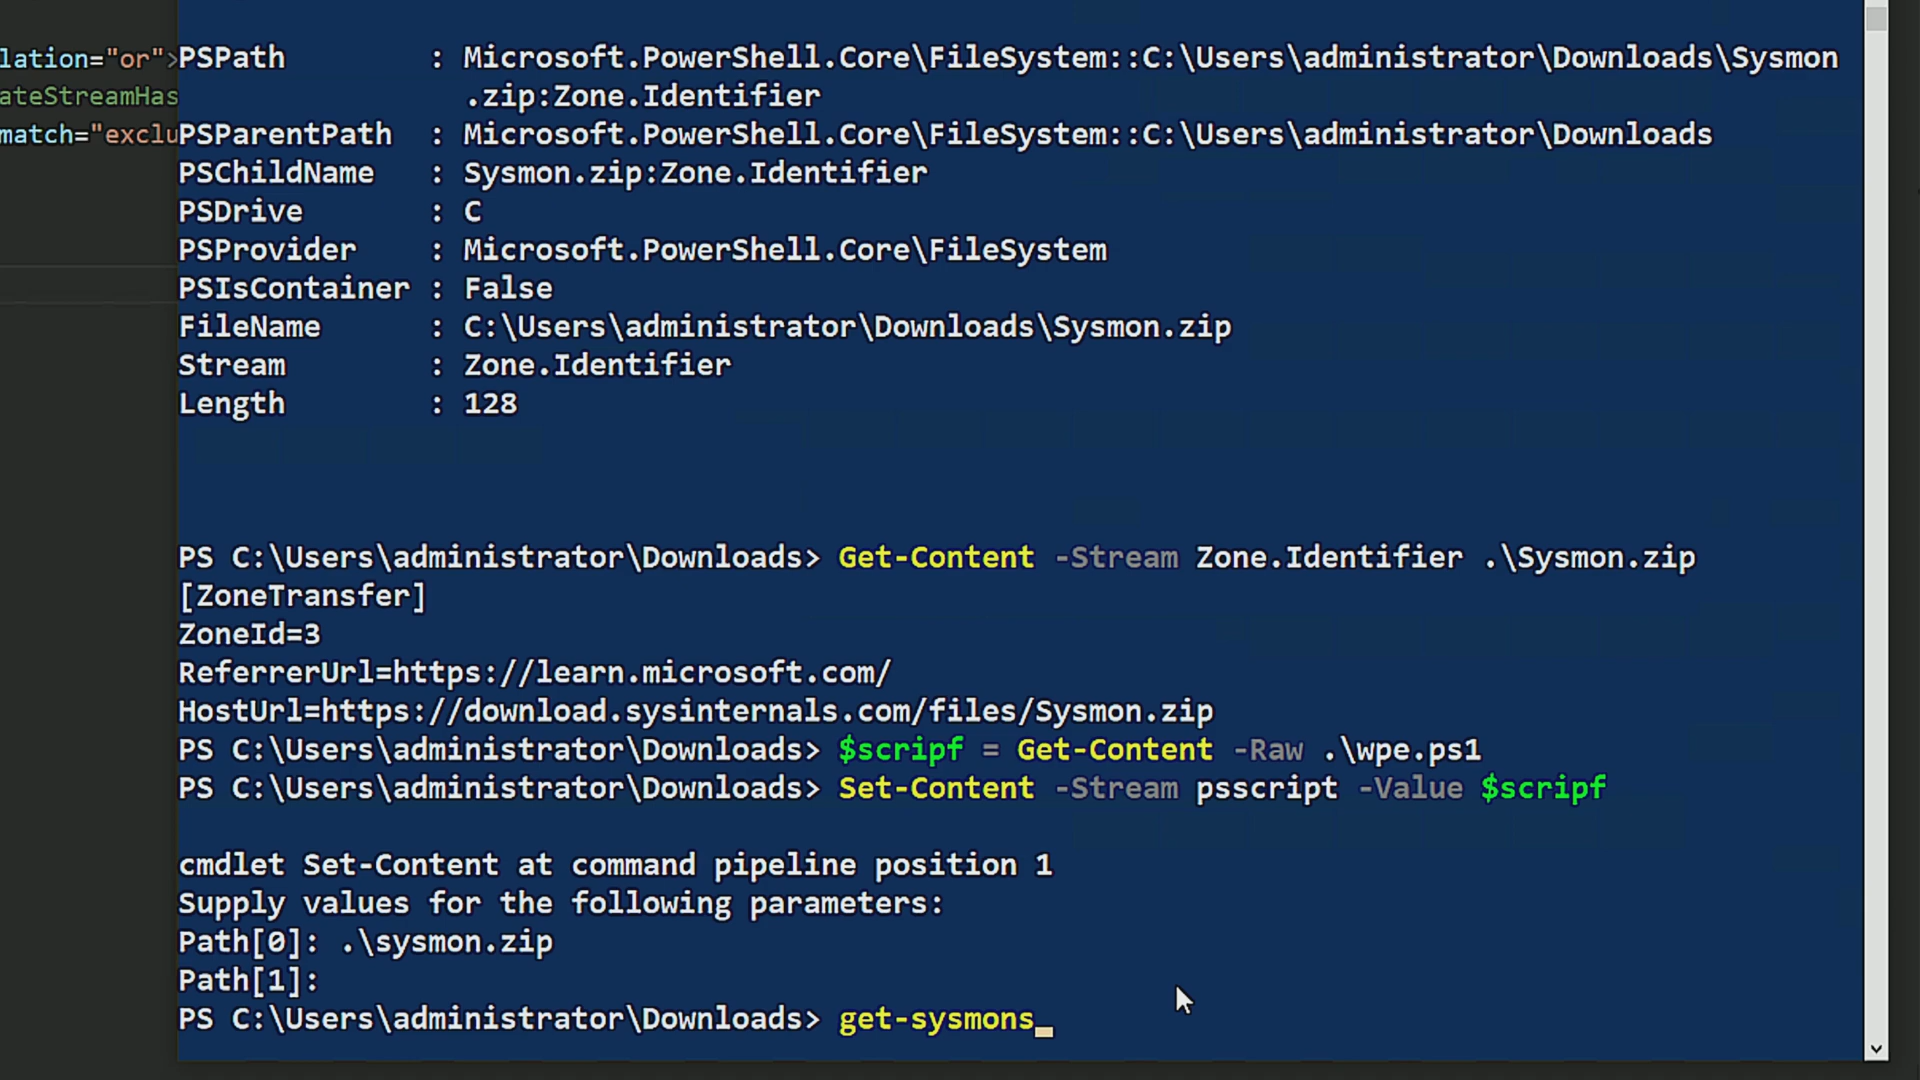 lation="or">
ateStreamHas
match="exclu
PSPath : Microsoft.PowerShell.Core\FileSystem::C:\Users\administrator\Downloads\Sysmon
.zip:Zone.Identifier
PSParentPath : Microsoft.PowerShell.Core\FileSystem::C:\Users\administrator\Downloads
PSChildName : Sysmon.zip:Zone.Identifier
PSDrive : C
PSProvider : Microsoft.PowerShell.Core\FileSystem
PSIsContainer : False
FileName : C:\Users\administrator\Downloads\Sysmon.zip
Stream : Zone.Identifier
Length : 128
PS C:\Users\administrator\Downloads> Get-Content -Stream Zone.Identifier .\Sysmon.zip
[ZoneTransfer]
ZoneId=3
ReferrerUrl=https://learn.microsoft.com/
HostUrl=https://download.sysinternals.com/files/Sysmon.zip
PS C:\Users\administrator\Downloads> $scripf = Get-Content -Raw .\wpe.ps1
PS C:\Users\administrator\Downloads> Set-Content -Stream psscript -Value $scripf
cmdlet Set-Content at command pipeline position 1
Supply values for the following parameters:
Path[0]: .\sysmon.zip
Path[1]:
PS C:\Users\administrator\Downloads> get-sysmons_